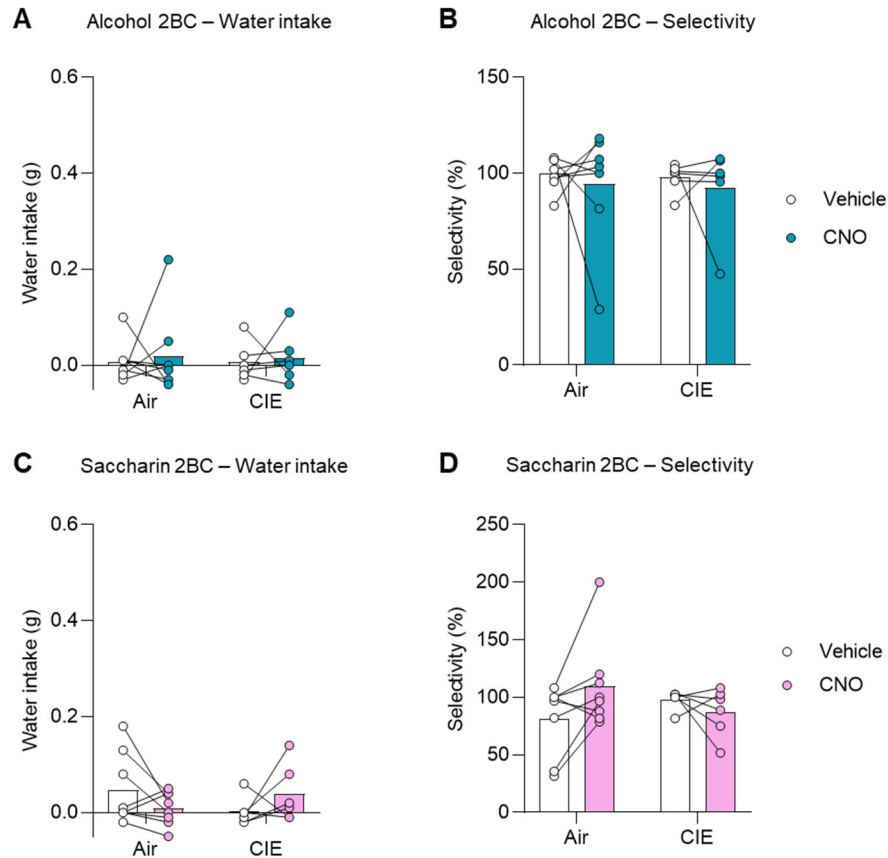 A Alcohol 2BC – Water intake
0.6
0.4
0.2
0.0
Water intake (g)
Air CIE
B Alcohol 2BC – Selectivity
150
100
50
0
Selectivity (%)
Air CIE
Vehicle
CNO
C Saccharin 2BC – Water intake
0.6
0.4
0.2
0.0
Water intake (g)
Air CIE
D Saccharin 2BC – Selectivity
250
200
150
100
50
0
Selectivity (%)
Air CIE
Vehicle
CNO